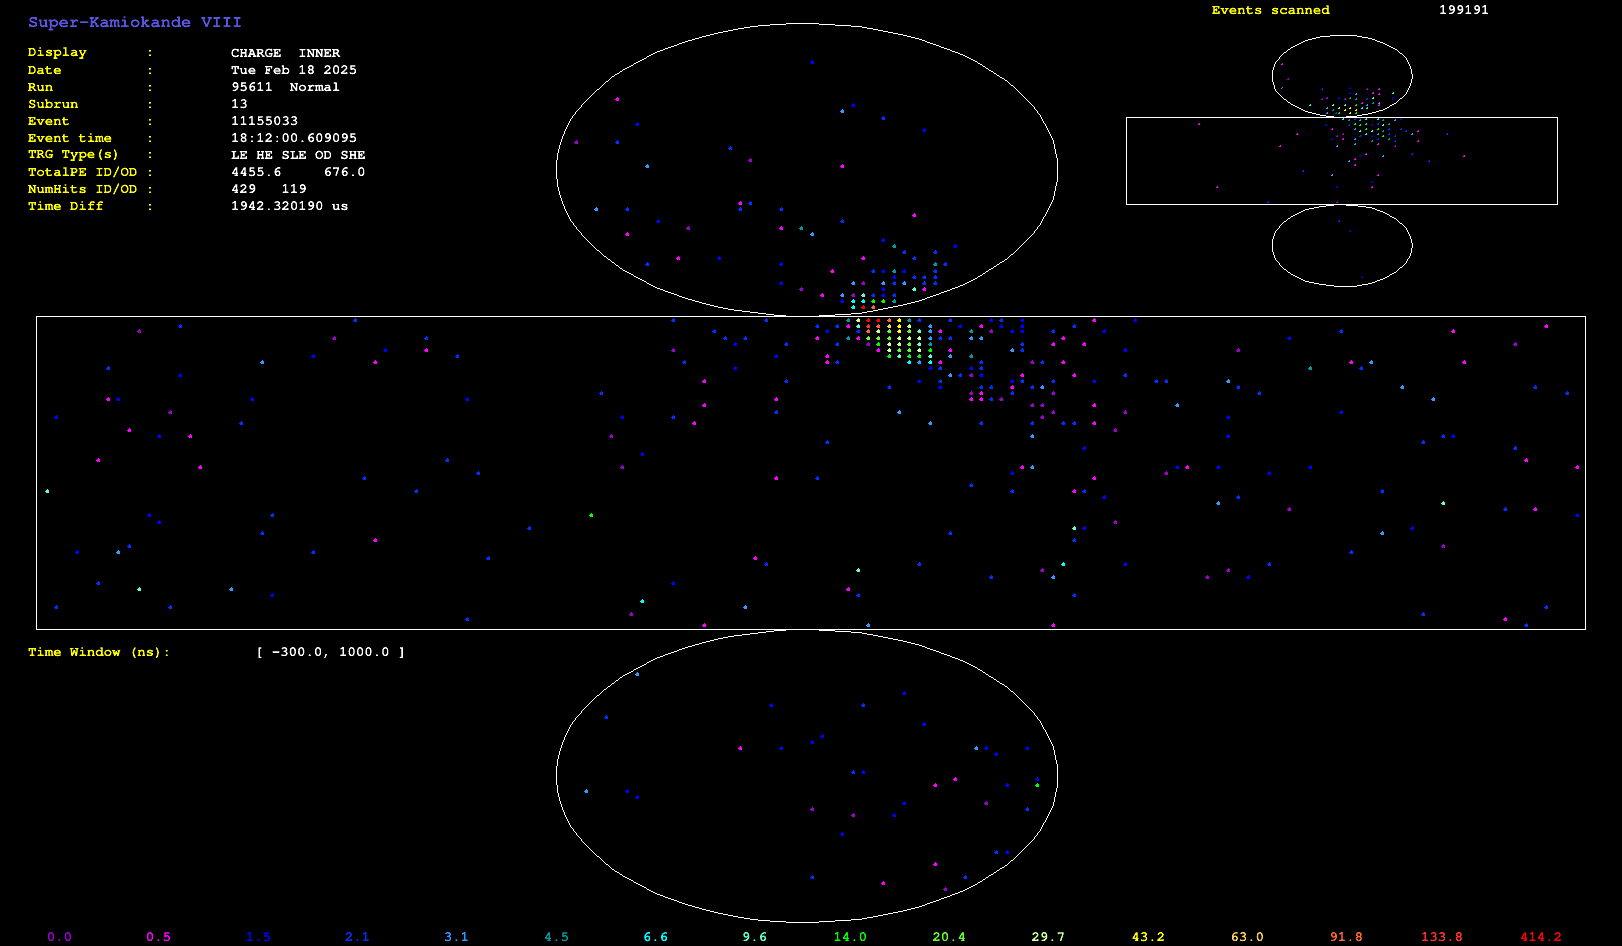 Super-Kamiokande VIII
Events scanned 199191
Display : CHARGE INNER
Date : Tue Feb 18 2025
Run : 95611 Normal
Subrun : 13
Event : 11155033
Event time : 18:12:00.609095
TRG Type(s) : LE HE SLE OD SHE
TotalPE ID/OD : 4455.6 676.0
NumHits ID/OD : 429 119
Time Diff : 1942.320190 us
Time Window (ns): [ -300.0, 1000.0 ]
0.0 0.5 1.5 2.1 3.1 4.5 6.6 9.6 14.0 20.4 29.7 43.2 63.0 91.8 133.8 414.2